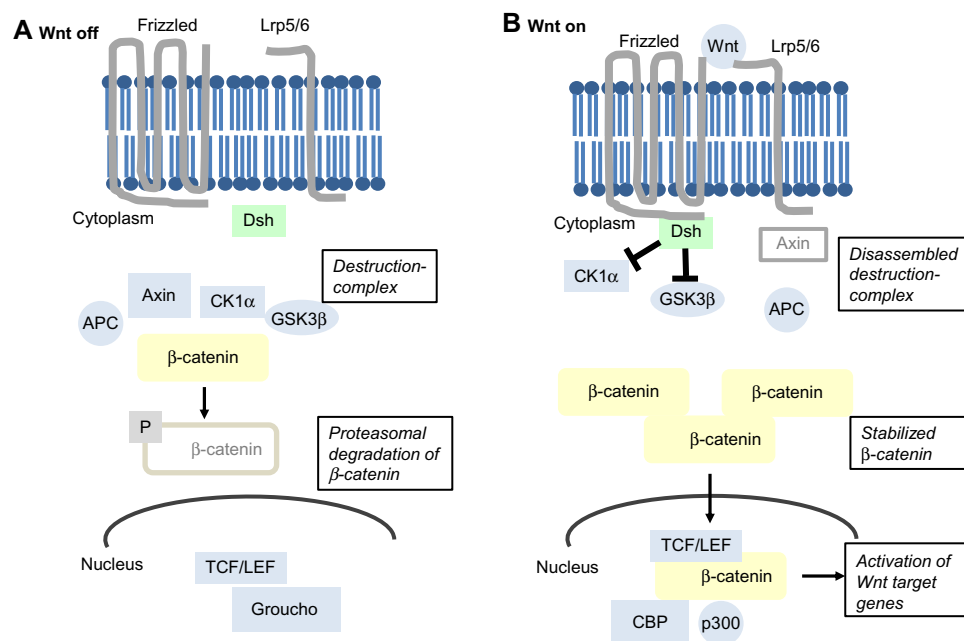 A Wnt off
Frizzled
Lrp5/6
Cytoplasm
Dsh
Destruction-
complex
Axin
CK1α
APC
GSK3β
β-catenin
P
β-catenin
Proteasomal
degradation of
β-catenin
Nucleus
TCF/LEF
Groucho
B Wnt on
Frizzled
Wnt
Lrp5/6
Cytoplasm
Dsh
Axin
CK1α
GSK3β
APC
Disassembled
destruction-
complex
β-catenin
β-catenin
β-catenin
Stabilized
β-catenin
Nucleus
TCF/LEF
β-catenin
CBP
p300
Activation of
Wnt target
genes